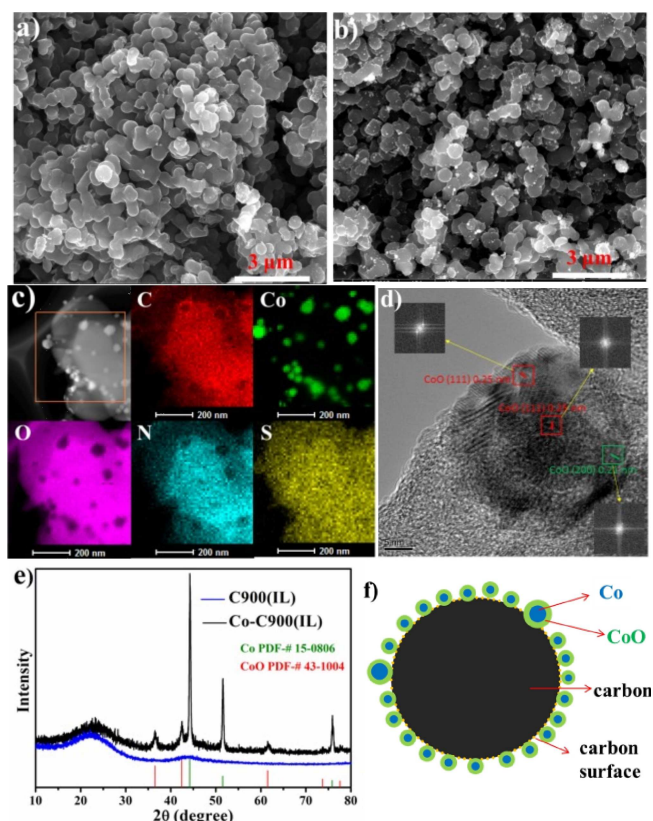 a)
3 μm
b)
3 μm
c)
C
Co
200 nm
200 nm
O
N
S
200 nm
200 nm
200 nm
d)
CoO (111) 0.25 nm
CoO (200) 0.21 nm
e)
C900(IL)
Co-C900(IL)
Co PDF-# 15-0806
CoO PDF-# 43-1004
Intensity
10 20 30 40 50 60 70 80
2θ (degree)
f)
Co
CoO
carbon
carbon
surface